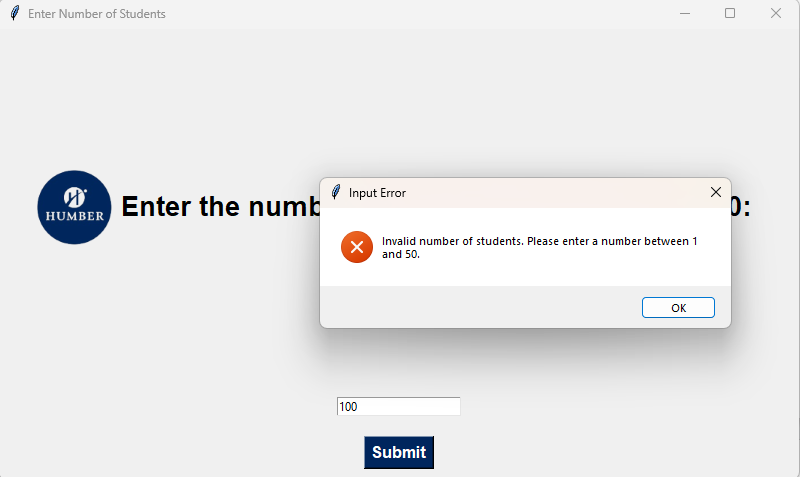 Enter Number of Students
Input Error
HUMBER
Enter the 0:
Invalid number of students. Please enter a number between 1
and 50.
OK
100
Submit